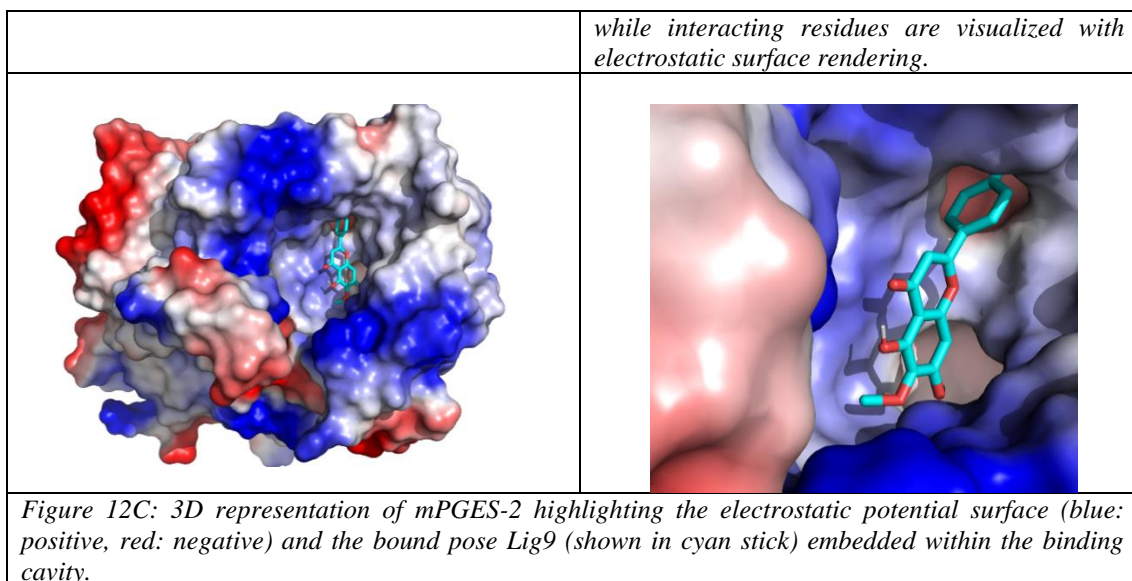 while interacting residues are visualized with
electrostatic surface rendering.
Figure 12C: 3D representation of mPGES-2 highlighting the electrostatic potential surface (blue:
positive, red: negative) and the bound pose Lig9 (shown in cyan stick) embedded within the binding
cavity.